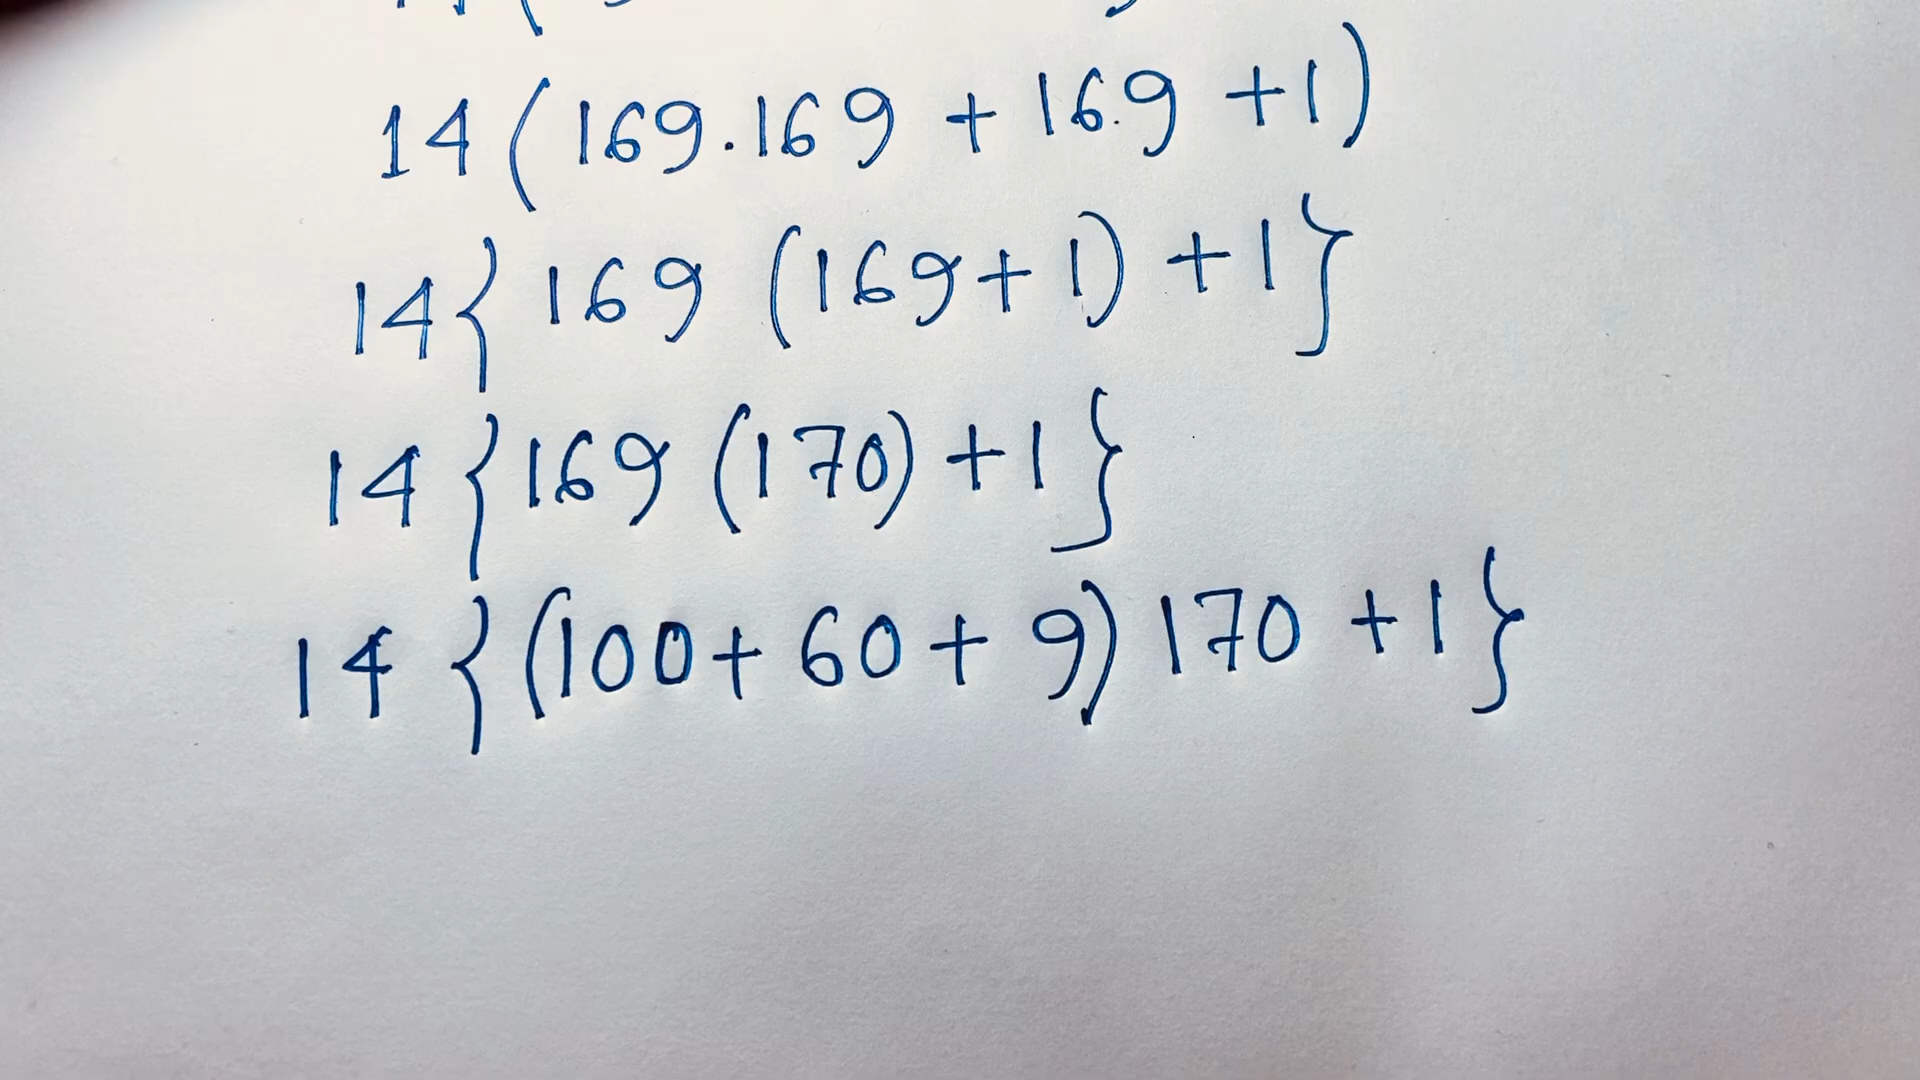 14 ( 169.169 + 169 + 1)
14 { 169 (169 + 1) + 1 }
14 { 169 (170) + 1 }
14 { (100 + 60 + 9) 170 + 1 }